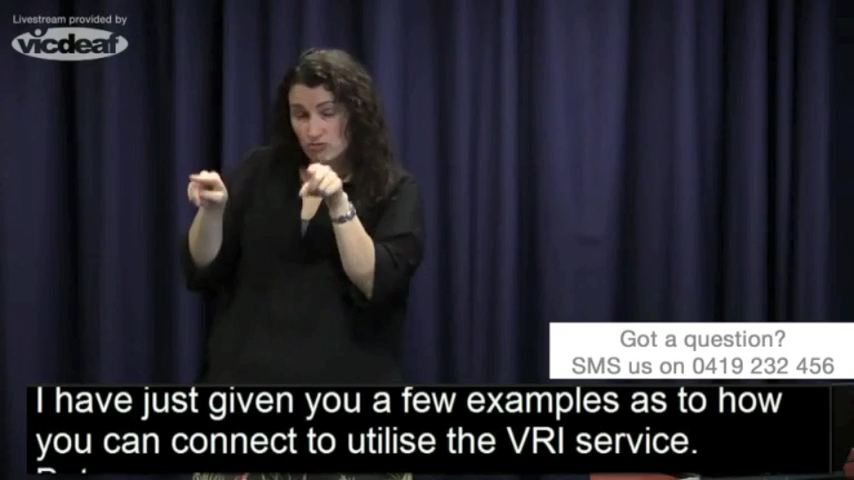 Livestream provided by
vicdeaf
Got a question?
SMS us on 0419 232 456
I have just given you a few examples as to how
you can connect to utilise the VRI service.